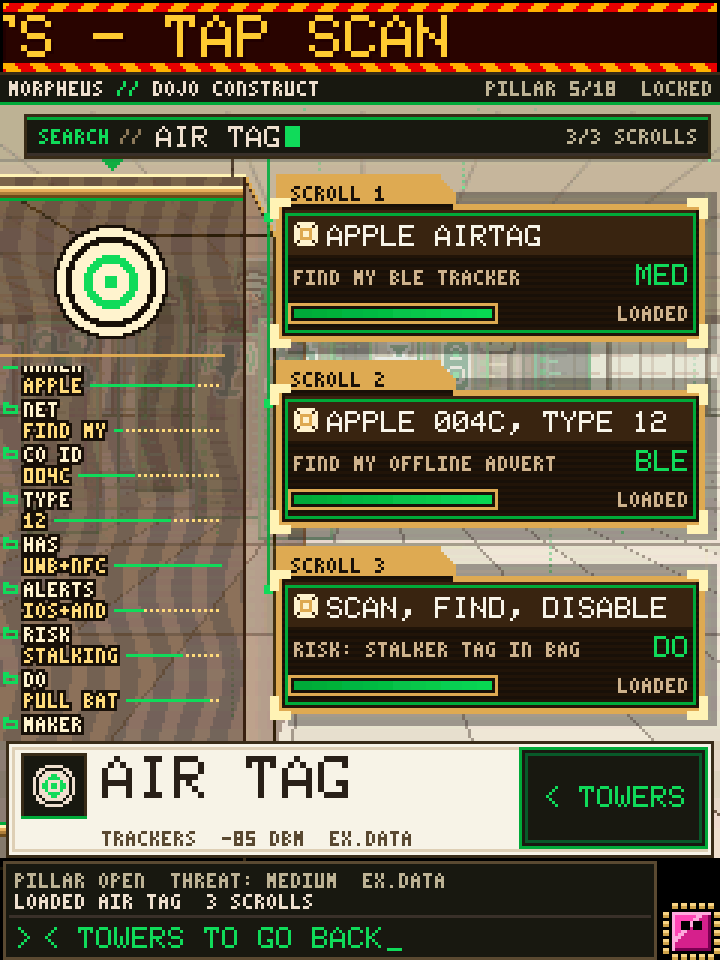 'S - TAP SCAN
MORPHEUS // DOJO CONSTRUCT
PILLAR 5/18 LOCKED
SEARCH // AIR TAG
3/3 SCROLLS
APPLE
NET
FIND MY
CO ID
004C
TYPE
12
HAS
UWB+NFC
ALERTS
IOS+AND
RISK
STALKING
DO
PULL BAT
MAKER
SCROLL 1
APPLE AIRTAG
FIND MY BLE TRACKER MED
LOADED
SCROLL 2
APPLE 004C, TYPE 12
FIND MY OFFLINE ADVERT BLE
LOADED
SCROLL 3
SCAN, FIND, DISABLE
RISK: STALKER TAG IN BAG DO
LOADED
AIR TAG
TRACKERS -85 DBM EX.DATA
< TOWERS
PILLAR OPEN THREAT: MEDIUM EX.DATA
LOADED AIR TAG 3 SCROLLS
> < TOWERS TO GO BACK_